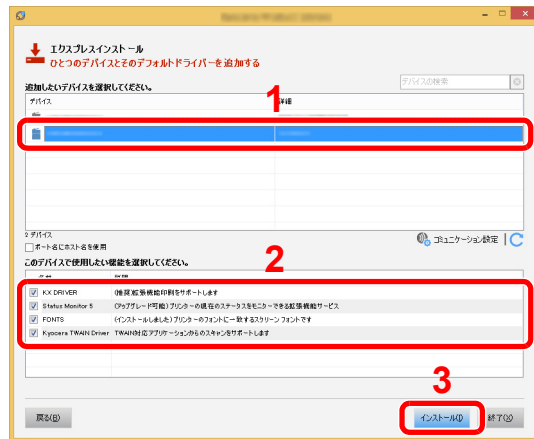 エクスプレスインストール
ひとつのデバイスとそのデフォルトドライバーを追加する
デバイスの検索
追加したいデバイスを選択してください。
1
デバイス 詳細
2 デバイス
コミュニケーション設定
ポート名にホスト名を使用
このデバイスで使用したい機能を選択してください。
2
KX DRIVER (推奨)拡張機能印刷をサポートします
Status Monitor 5 (アップグレード可能) プリンターの現在のステータスをモニターできる拡張機能サービス
FONTS (インストールしました) プリンターのフォントに一致するスクリーン フォントです
Kyocera TWAIN Driver TWAIN対応アプリケーションからのスキャンをサポートします
3
戻る(B) インストール(I) 終了(X)